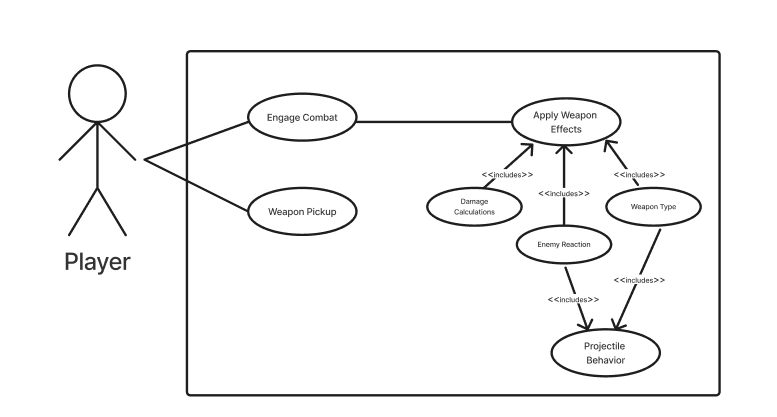 Engage Combat
Apply Weapon
Effects
<<includes>>
<<includes>>
<<includes>>
Damage
Calculations
Weapon Type
Weapon Pickup
Enemy Reaction
Player
<<includes>>
<<includes>>
Projectile
Behavior